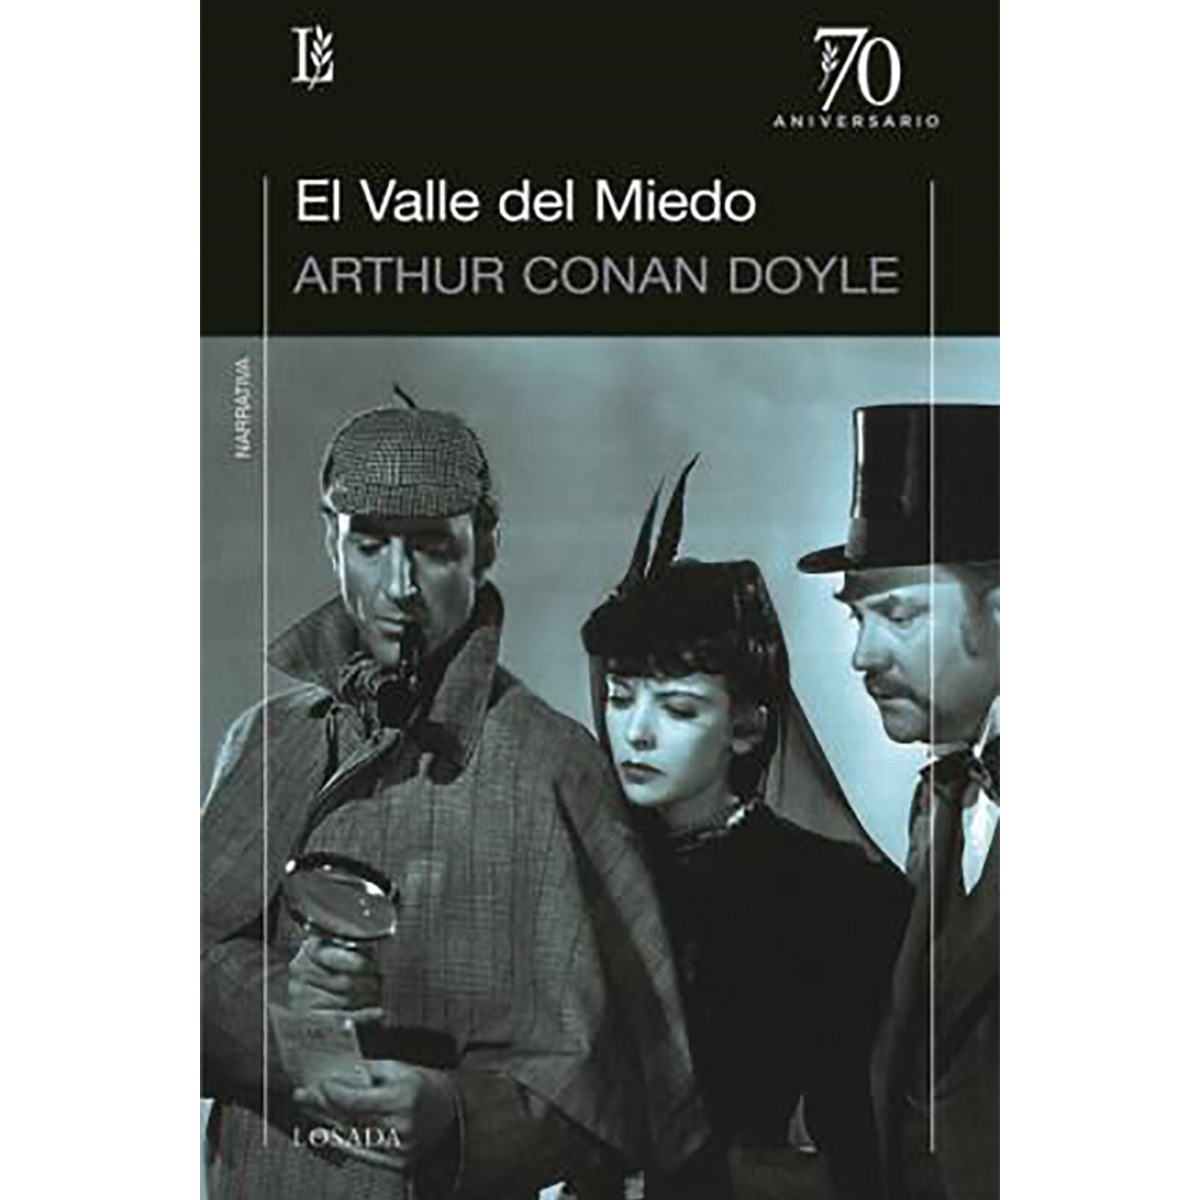 L
70
ANIVERSARIO
El Valle del Miedo
ARTHUR CONAN DOYLE
NARRATIVA
LOSADA